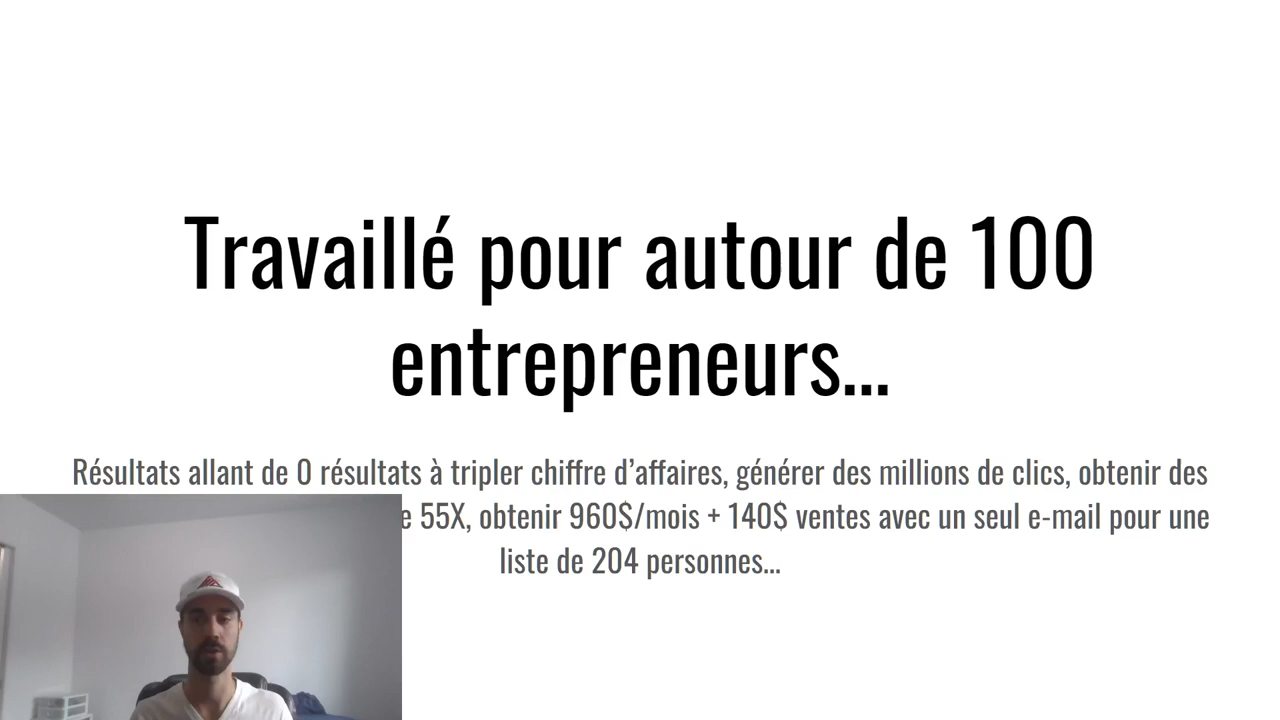 Travaillé pour autour de 100
entrepreneurs...
Résultats allant de 0 résultats à tripler chiffre d’affaires, générer des millions de clics, obtenir des
55X, obtenir 960$/mois + 140$ ventes avec un seul e-mail pour une
liste de 204 personnes...